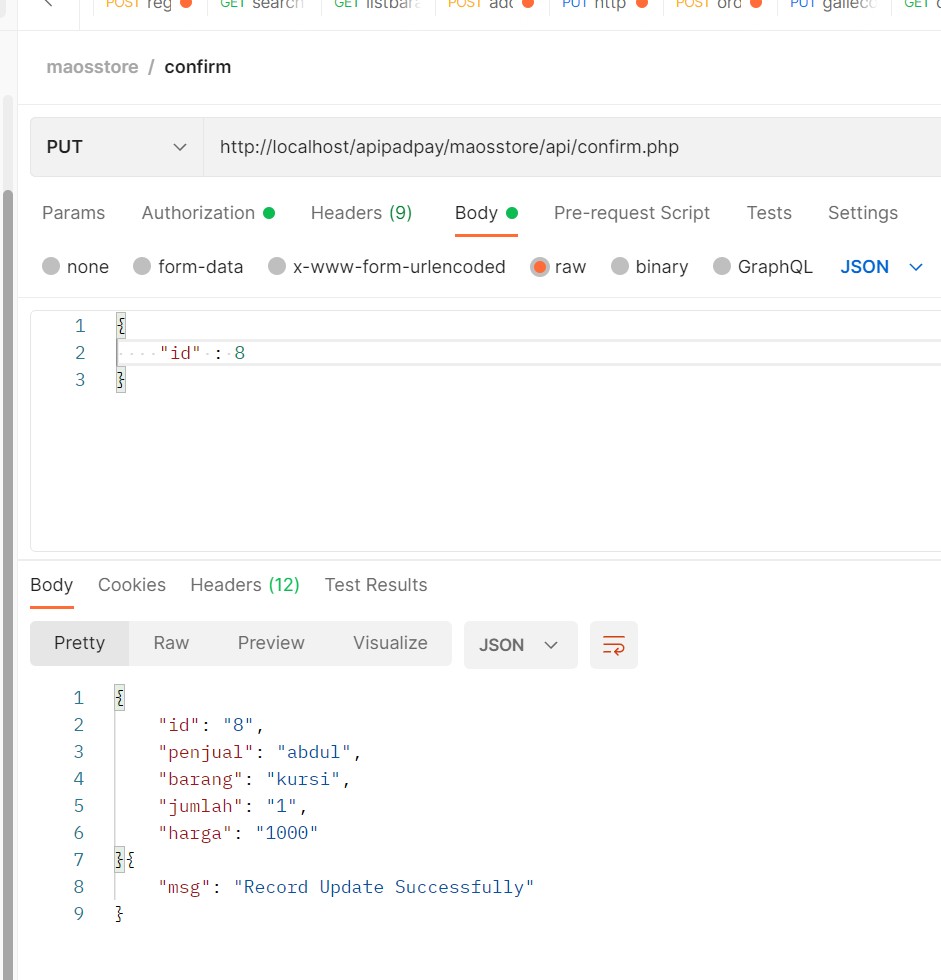 POST reg GET search GET listbar POST add PUT http POST ord PUT gallecc GET
maosstore / confirm
PUT http://localhost/apipadpay/maosstore/api/confirm.php
Params Authorization Headers (9) Body Pre-request Script Tests Settings
none form-data x-www-form-urlencoded raw binary GraphQL JSON
1 {
2 "id" : 8
3 }
Body Cookies Headers (12) Test Results
Pretty Raw Preview Visualize JSON
1 {
2 "id": "8",
3 "penjual": "abdul",
4 "barang": "kursi",
5 "jumlah": "1",
6 "harga": "1000"
7 }{
8 "msg": "Record Update Successfully"
9 }